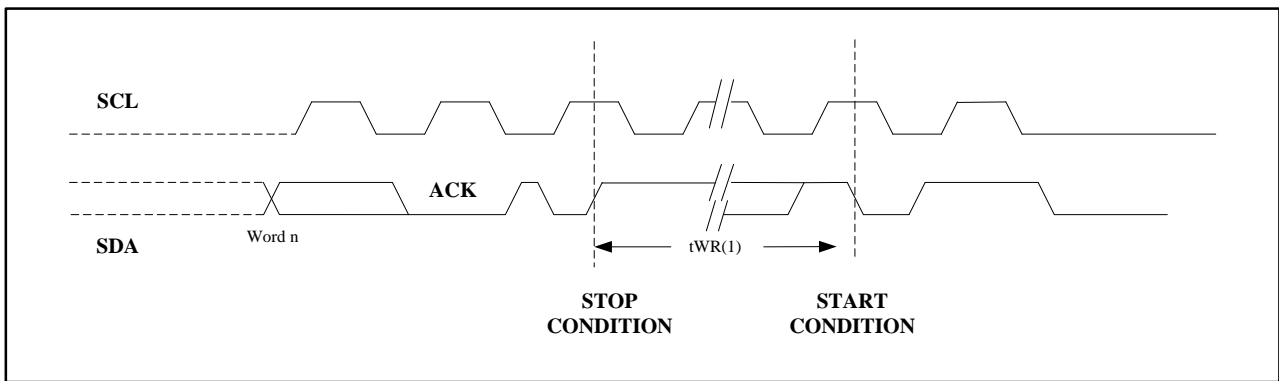 SCL
ACK
Word n
SDA
tWR(1)
STOP
CONDITION
START
CONDITION